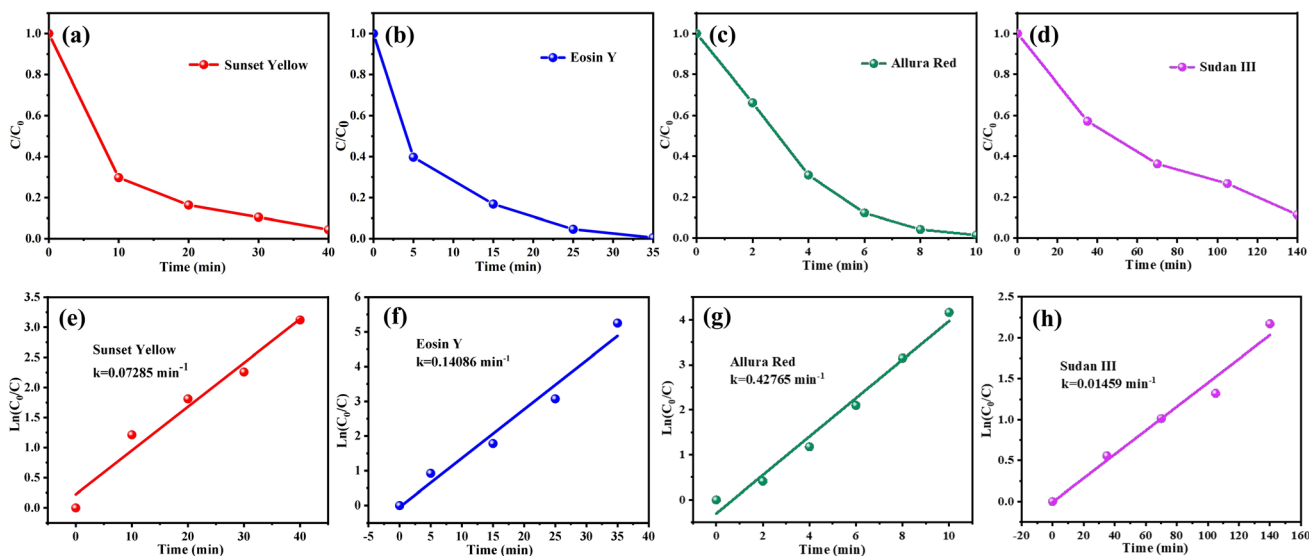 (a)
Sunset Yellow
C/C0
1.0
0.8
0.6
0.4
0.2
0.0
0 10 20 30 40
Time (min)
(b)
Eosin Y
C/C0
1.0
0.8
0.6
0.4
0.2
0.0
0 5 10 15 20 25 30 35
Time (min)
(c)
Allura Red
C/C0
1.0
0.8
0.6
0.4
0.2
0.0
0 2 4 6 8 10
Time (min)
(d)
Sudan III
C/C0
1.0
0.8
0.6
0.4
0.2
0.0
0 20 40 60 80 100 120 140
Time (min)
(e)
Sunset Yellow
k=0.07285 min-1
Ln(C0/C)
3.5
3.0
2.5
2.0
1.5
1.0
0.5
0.0
0 10 20 30 40
Time (min)
(f)
Eosin Y
k=0.14086 min-1
Ln(C0/C)
6
5
4
3
2
1
0
-5 0 5 10 15 20 25 30 35 40
Time (min)
(g)
Allura Red
k=0.42765 min-1
Ln(C0/C)
4
3
2
1
0
0 2 4 6 8 10
Time (min)
(h)
Sudan III
k=0.01459 min-1
Ln(C0/C)
2.5
2.0
1.5
1.0
0.5
0.0
-20 0 20 40 60 80 100 120 140 160
Time (min)